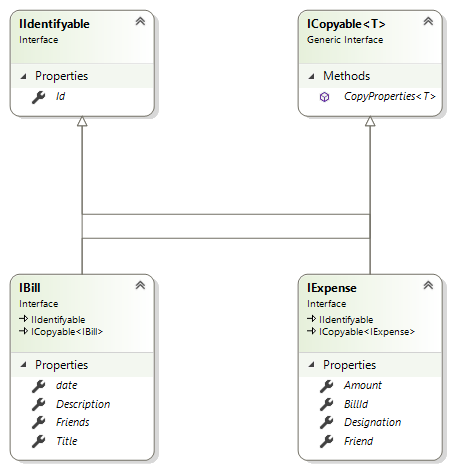 IIdentifyable
Interface
Properties
Id
ICopyable<T>
Generic Interface
Methods
CopyProperties<T>
IBill
Interface
IIdentifyable
ICopyable<IBill>
Properties
date
Description
Friends
Title
IExpense
Interface
IIdentifyable
ICopyable<IExpense>
Properties
Amount
BillId
Designation
Friend